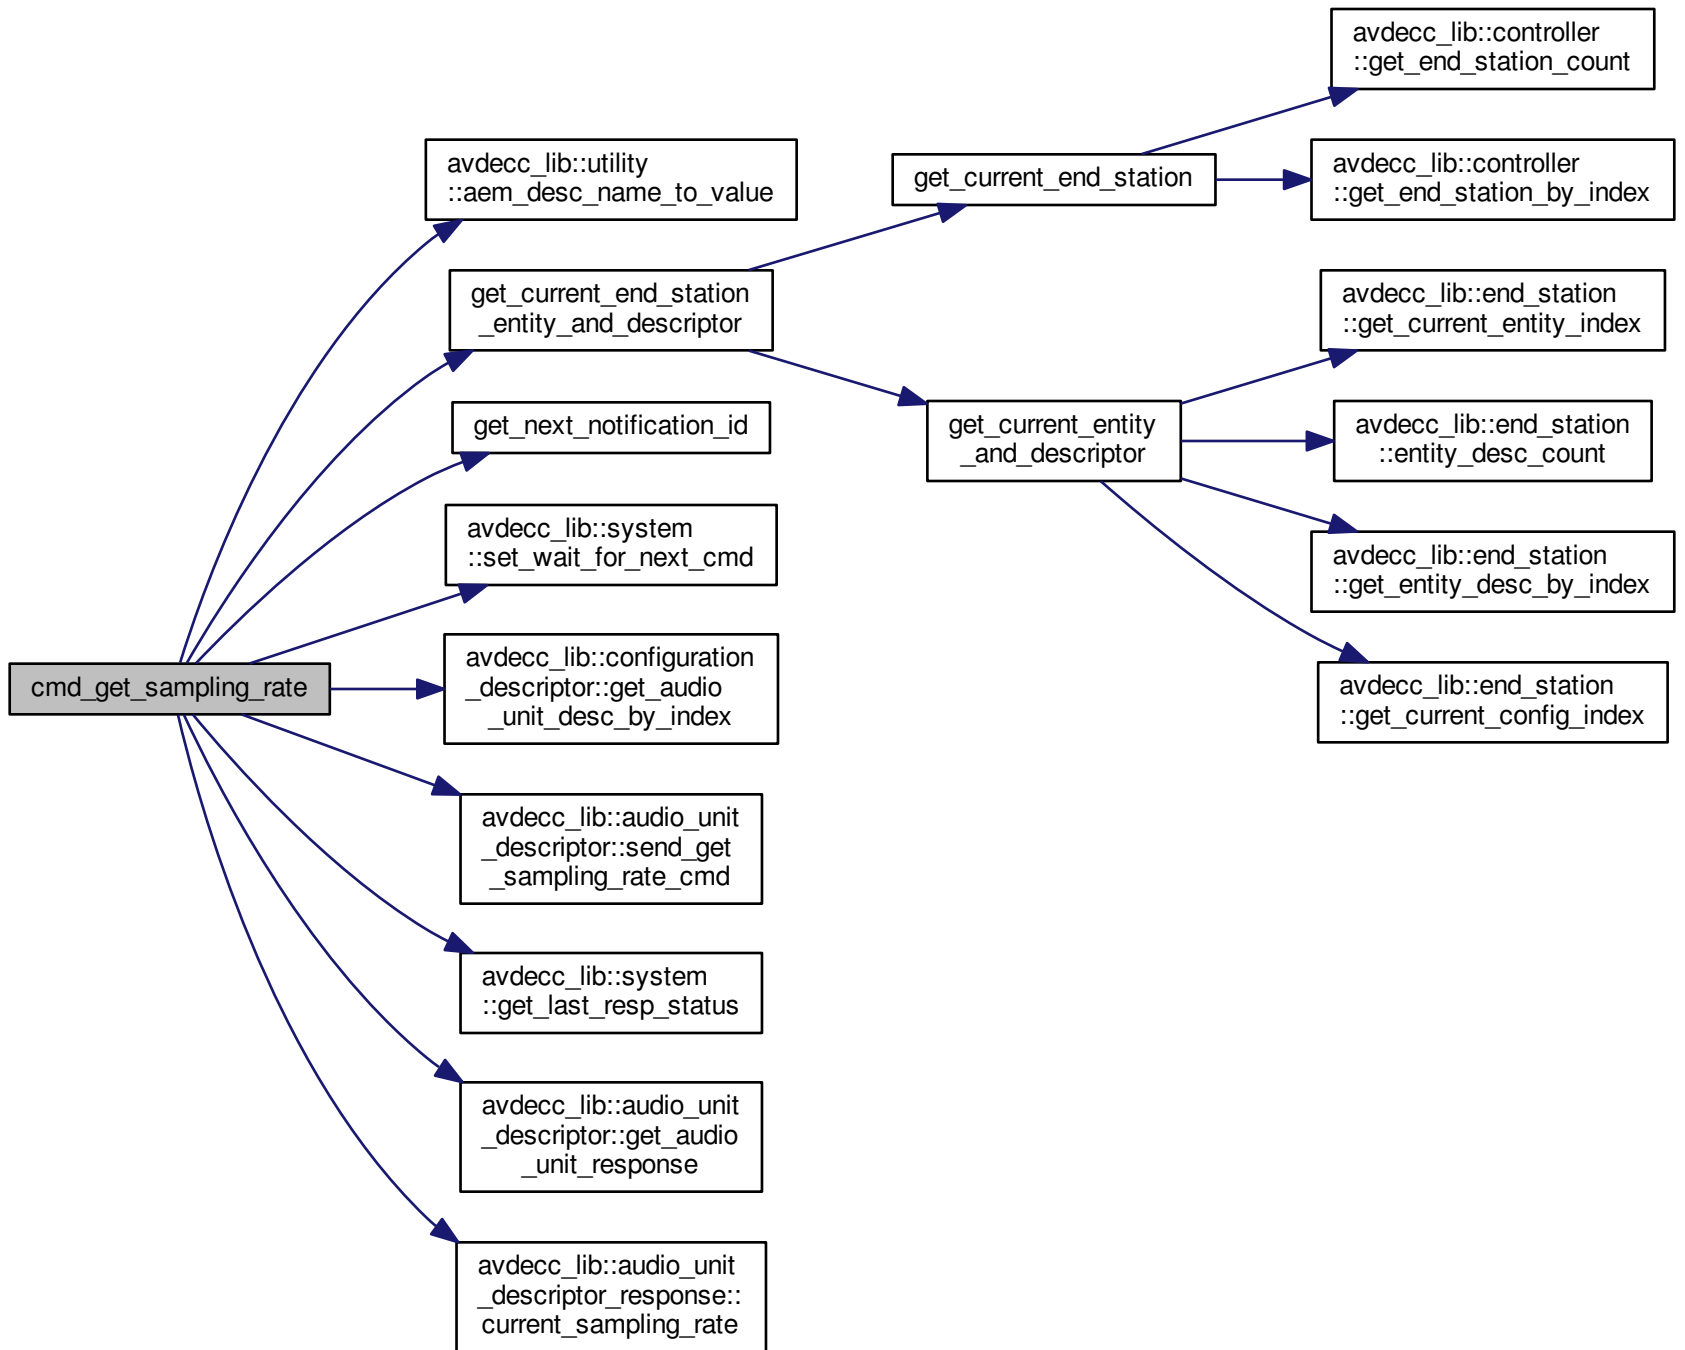 cmd_get_sampling_rate
avdecc_lib::utility
::aem_desc_name_to_value
get_current_end_station
_entity_and_descriptor
get_next_notification_id
avdecc_lib::system
::set_wait_for_next_cmd
avdecc_lib::configuration
_descriptor::get_audio
_unit_desc_by_index
avdecc_lib::audio_unit
_descriptor::send_get
_sampling_rate_cmd
avdecc_lib::system
::get_last_resp_status
avdecc_lib::audio_unit
_descriptor::get_audio
_unit_response
avdecc_lib::audio_unit
_descriptor_response::
current_sampling_rate
get_current_end_station
get_current_entity
_and_descriptor
avdecc_lib::controller
::get_end_station_count
avdecc_lib::controller
::get_end_station_by_index
avdecc_lib::end_station
::get_current_entity_index
avdecc_lib::end_station
::entity_desc_count
avdecc_lib::end_station
::get_entity_desc_by_index
avdecc_lib::end_station
::get_current_config_index